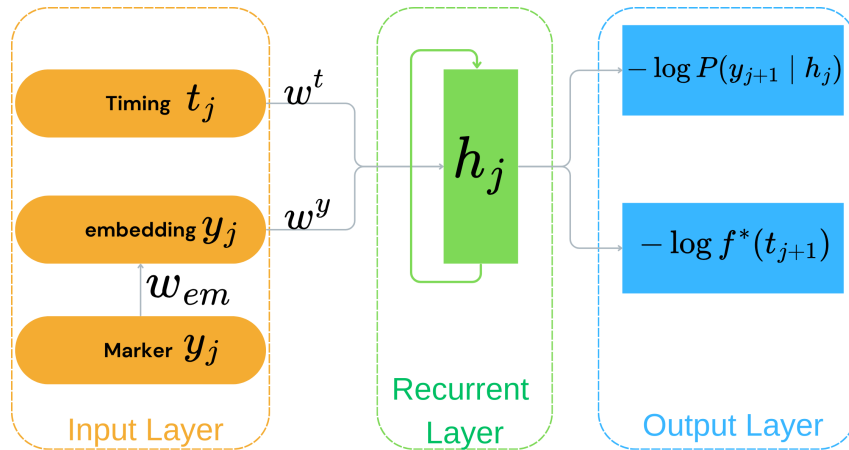 Timing t_j
w^t
embedding y_j
w^y
w_{em}
Marker y_j
Input Layer
h_j
Recurrent
Layer
− log P(y_{j+1} | h_j)
− log f^*(t_{j+1})
Output Layer